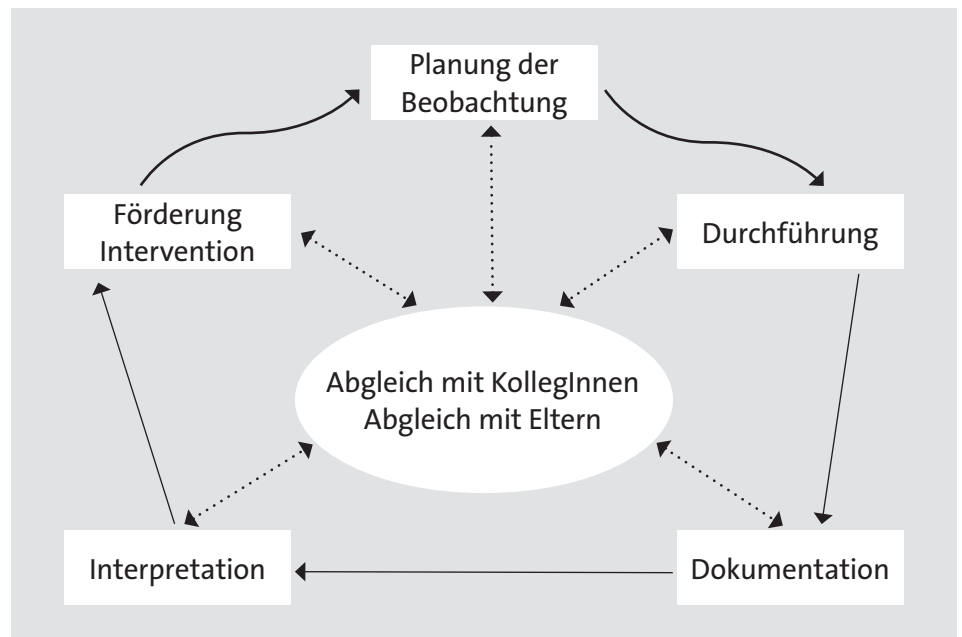 Planung der
Beobachtung
Förderung
Intervention
Durchführung
Abgleich mit KollegInnen
Abgleich mit Eltern
Interpretation
Dokumentation